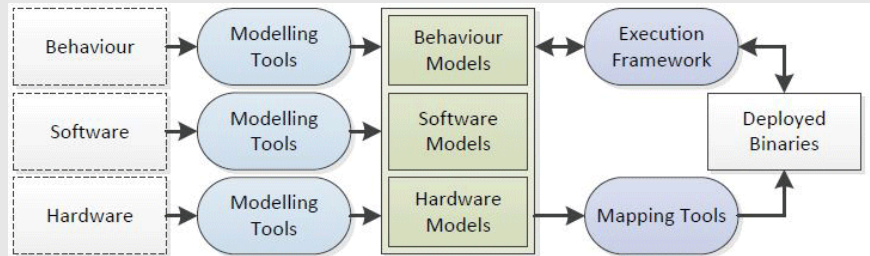 Behaviour
Modelling
Tools
Behaviour
Models
Execution
Framework
Software
Modelling
Tools
Software
Models
Deployed
Binaries
Hardware
Modelling
Tools
Hardware
Models
Mapping Tools